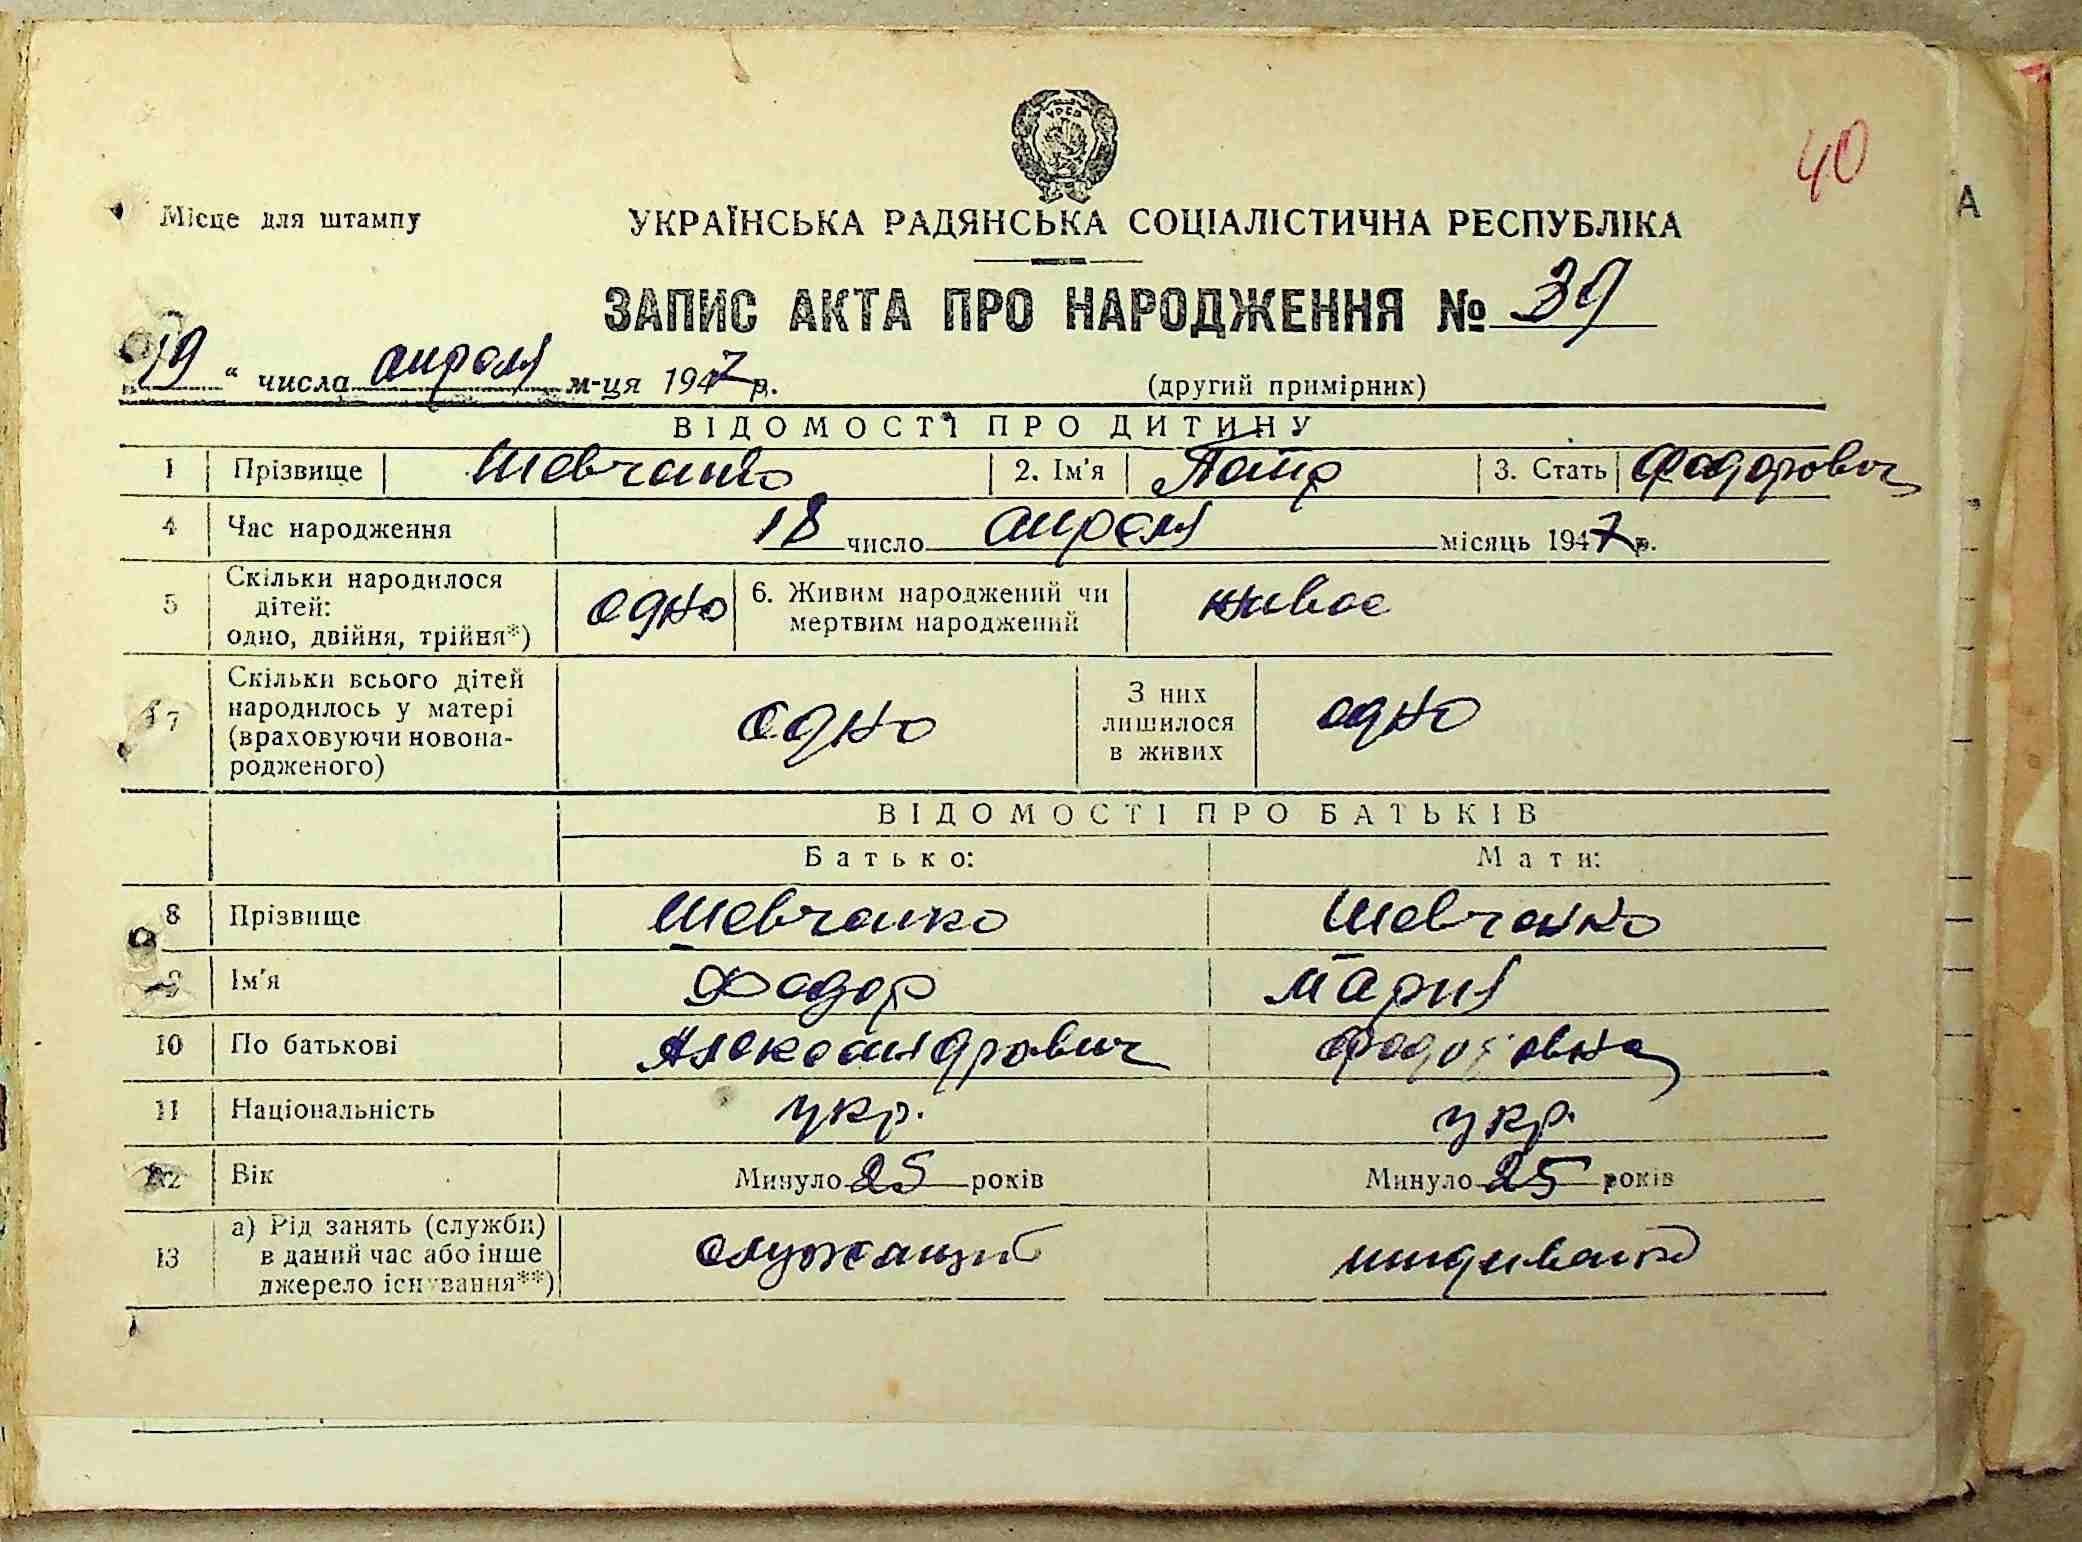 40
Місце для штампу
УКРАЇНСЬКА РАДЯНСЬКА СОЦІАЛІСТИЧНА РЕСПУБЛІКА
А
ЗАПИС АКТА ПРО НАРОДЖЕННЯ № 39
"19" числа апреля м-ця 1947 р. (другий примірник)
ВІДОМОСТІ ПРО ДИТИНУ
1 Прізвище Шевченко 2. Ім'я Петр 3. Стать Федорович
4 Час народження 18 число апреля місяць 1947 р.
5 Скільки народилося дітей: одно, двійня, трійня*) одно 6. Живим народжений чи мертвим народжений живое
7 Скільки всього дітей народилось у матері (враховуючи новонародженого) одно З них лишилося в живих одно
ВІДОМОСТІ ПРО БАТЬКІВ
Батько: Мати:
8 Прізвище Шевченко Шевченко
9 Ім'я Федор Мария
10 По батькові Александрович Федоровна
11 Національність укр. укр.
12 Вік Минуло 25 років Минуло 25 років
13 а) Рід занять (служби) в даний час або інше джерело існування**) служащий иждивенка